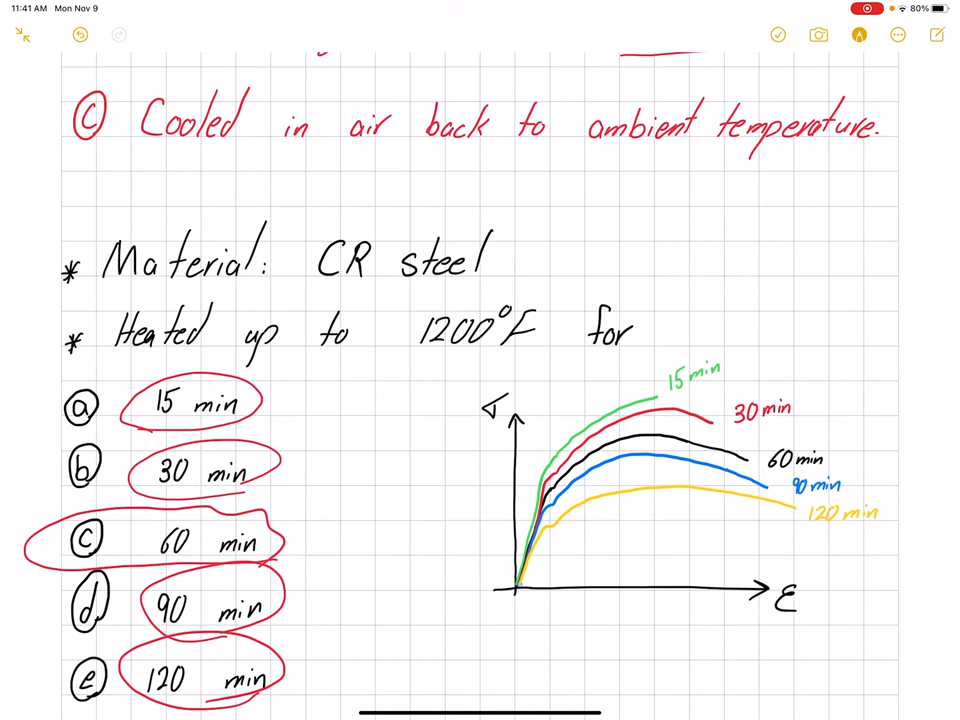 11:41 AM Mon Nov 9
80%
Ⓒ Cooled in air back to ambient temperature.
* Material: CR steel
* Heated up to 1200°F for
ⓐ 15 min
ⓑ 30 min
ⓒ 60 min
ⓓ 90 min
ⓔ 120 min
σ
15 min
30 min
60 min
90 min
120 min
ε